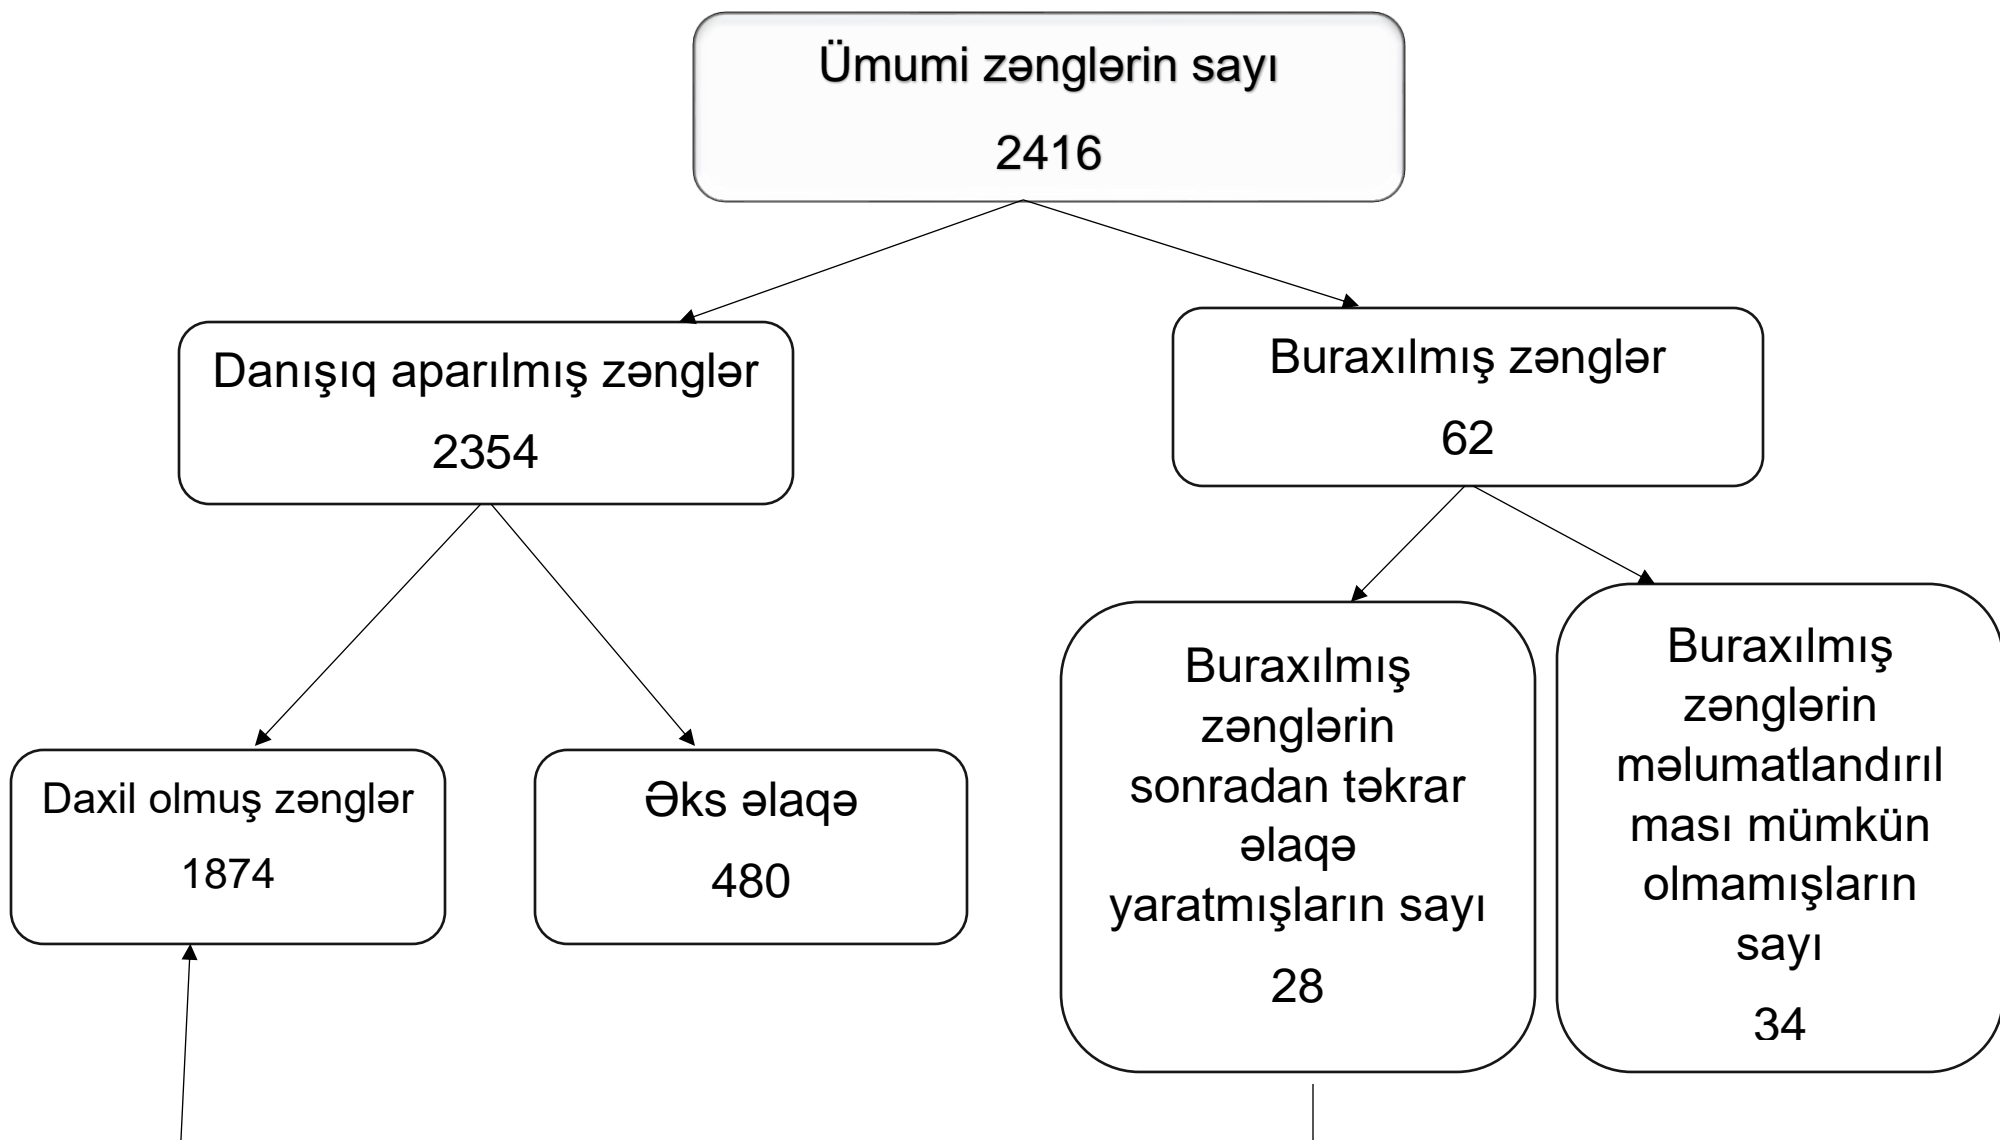 Ümumi zənglərin sayı
2416
Danışıq aparılmış zənglər
2354
Buraxılmış zənglər
62
Daxil olmuş zənglər
1874
Əks əlaqə
480
Buraxılmış
zənglərin
sonradan təkrar
əlaqə
yaratmışların sayı
28
Buraxılmış
zənglərin
məlumatlandırıl
ması mümkün
olmamışların
sayı
34